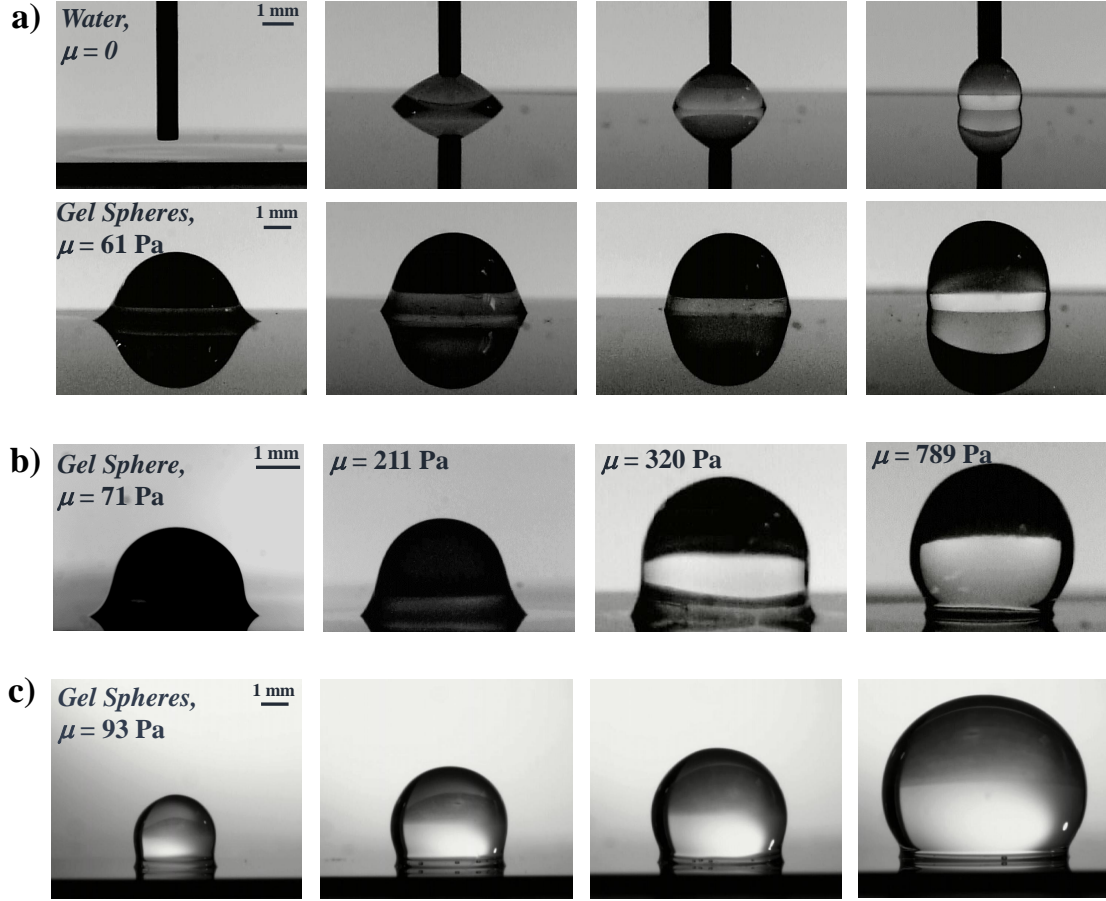 a)
Water,
μ = 0
1 mm
Gel Spheres,
μ = 61 Pa
1 mm
b)
Gel Sphere,
μ = 71 Pa
1 mm
μ = 211 Pa
μ = 320 Pa
μ = 789 Pa
c)
Gel Spheres,
μ = 93 Pa
1 mm